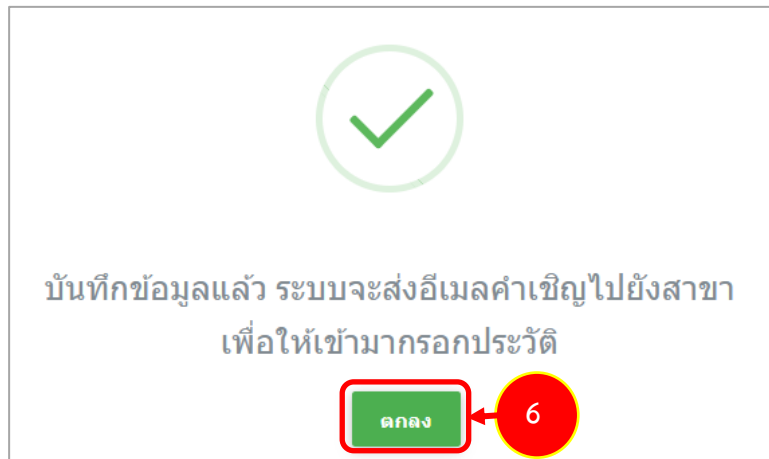 บันทึกข้อมูลแล้ว ระบบจะส่งอีเมลคำเชิญไปยังสาขา
เพื่อให้เข้ามากรอกประวัติ
ตกลง 6